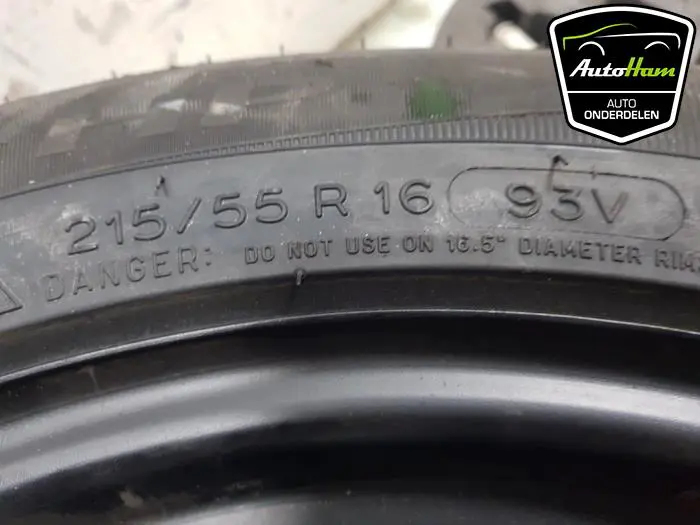 AutoHam
AUTO
ONDERDELEN
215/55 R 16 93V
DANGER: DO NOT USE ON 16.5" DIAMETER RIM